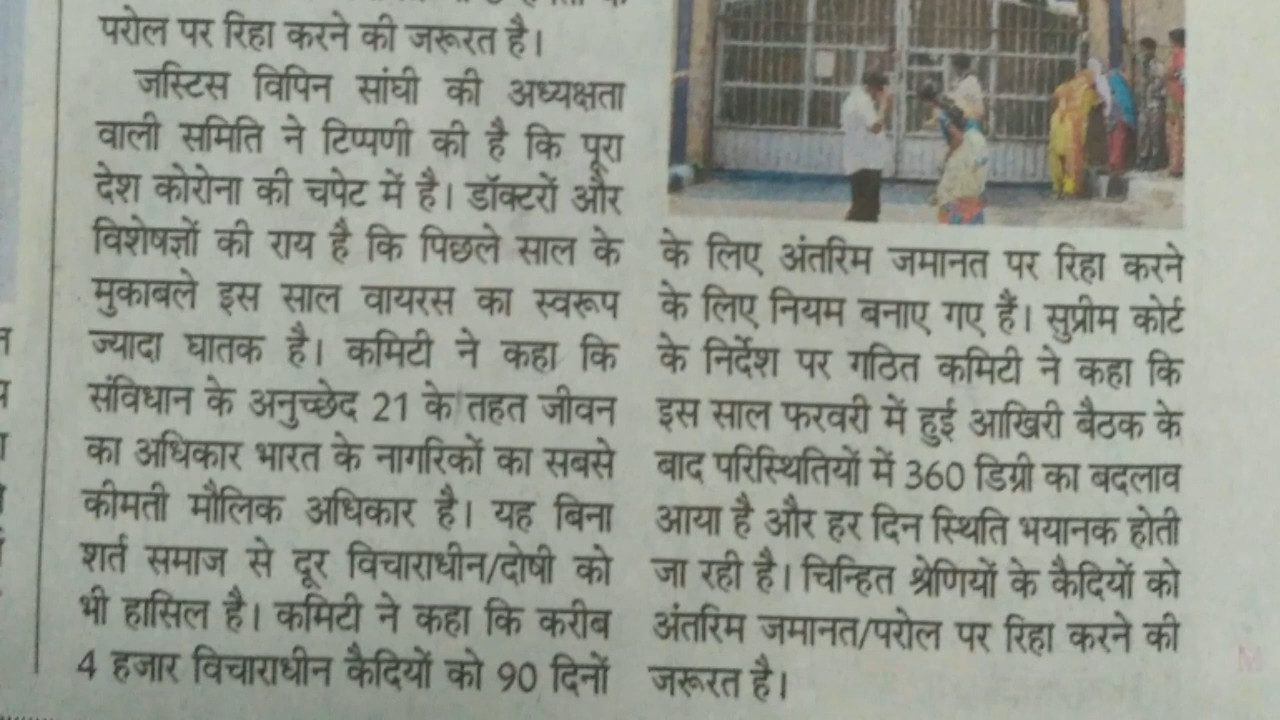 परोल पर रिहा करने की जरूरत है।
जस्टिस विपिन सांघी की अध्यक्षता
वाली समिति ने टिप्पणी की है कि पूरा
देश कोरोना की चपेट में है। डॉक्टरों और
विशेषज्ञों की राय है कि पिछले साल के
मुकाबले इस साल वायरस का स्वरूप
ज्यादा घातक है। कमिटी ने कहा कि
संविधान के अनुच्छेद 21 के तहत जीवन
का अधिकार भारत के नागरिकों का सबसे
कीमती मौलिक अधिकार है। यह बिना
शर्त समाज से दूर विचाराधीन/दोषी को
भी हासिल है। कमिटी ने कहा कि करीब
4 हजार विचाराधीन कैदियों को 90 दिनों
के लिए अंतरिम जमानत पर रिहा करने
के लिए नियम बनाए गए हैं। सुप्रीम कोर्ट
के निर्देश पर गठित कमिटी ने कहा कि
इस साल फरवरी में हुई आखिरी बैठक के
बाद परिस्थितियों में 360 डिग्री का बदलाव
आया है और हर दिन स्थिति भयानक होती
जा रही है। चिन्हित श्रेणियों के कैदियों को
अंतरिम जमानत/परोल पर रिहा करने की
जरूरत है।